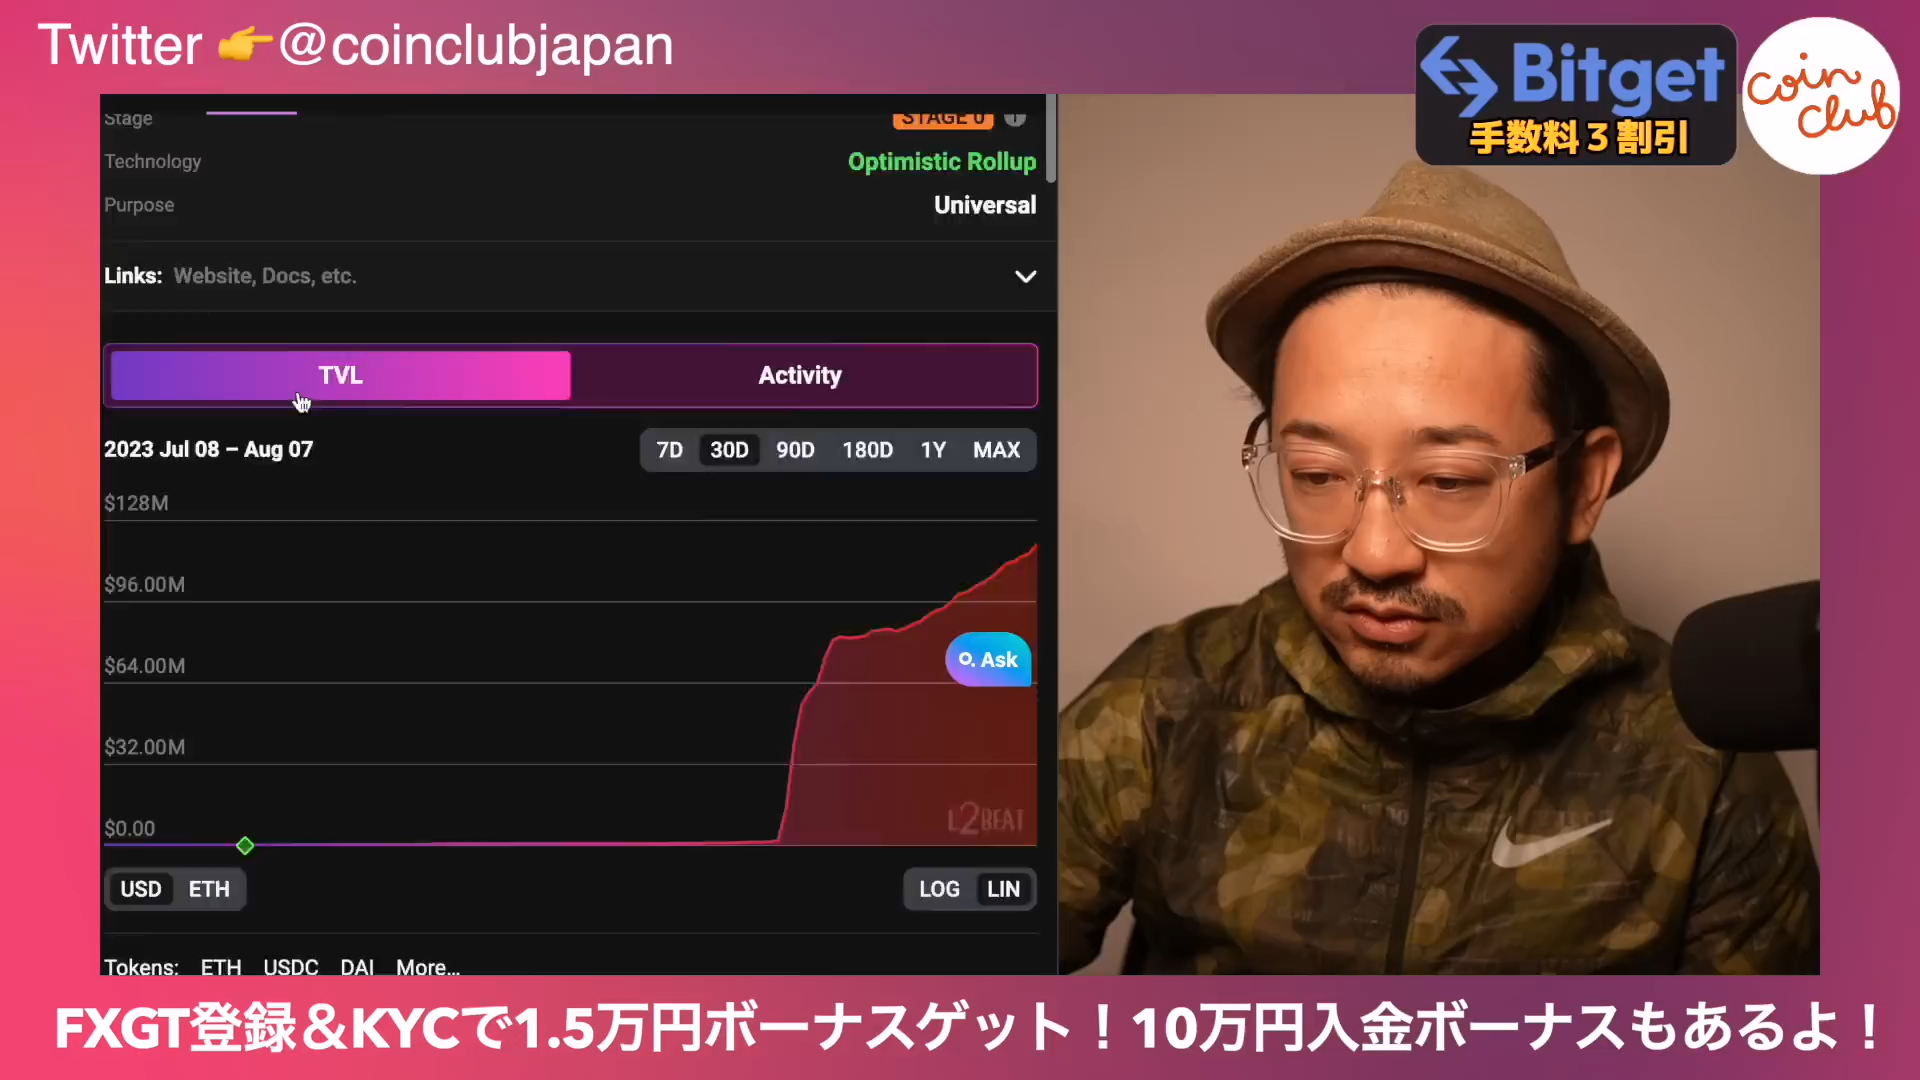 Twitter 👉@coinclubjapan
Bitget
手数料３割引
coin
club
Stage
STAGE 0
Technology
Optimistic Rollup
Purpose
Universal
Links: Website, Docs, etc.
TVL
Activity
2023 Jul 08 – Aug 07
7D 30D 90D 180D 1Y MAX
$128M
$96.00M
$64.00M
Ask
$32.00M
$0.00
L2BEAT
USD ETH
LOG LIN
Tokens: ETH USDC DAI More...
FXGT登録＆KYCで1.5万円ボーナスゲット！10万円入金ボーナスもあるよ！